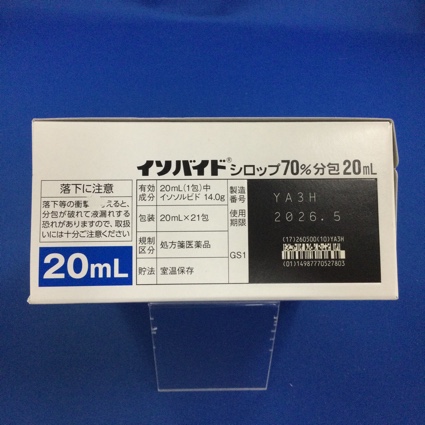 イソバイド®シロップ70%分包20mL
落下に注意
落下等の衝撃 えると、
分包が破れて液漏れする
恐れがありますので、取扱
いには十分ご注意ください
20mL
有効成分 20mL(1包)中
イソソルビド 14.0g
包装 20mL×21包
規制区分 処方箋医薬品
貯法 室温保存
製造番号 YA3H
使用期限 2026.5
GS1
(17)260500(10)YA3H
(01)14987770527803